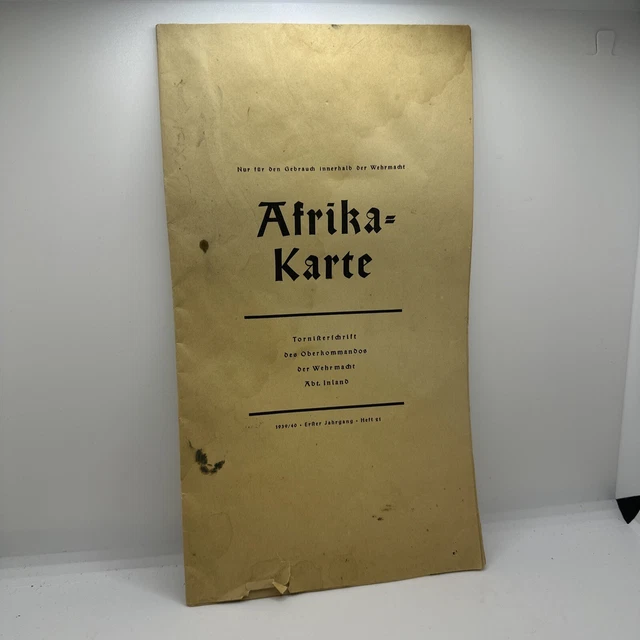 Nur für den Gebrauch innerhalb der Wehrmacht
Afrika=
Karte
Tornisterschrift
des Oberkommandos
der Wehrmacht
Abt. Inland
1939/40 • Erster Jahrgang • Heft